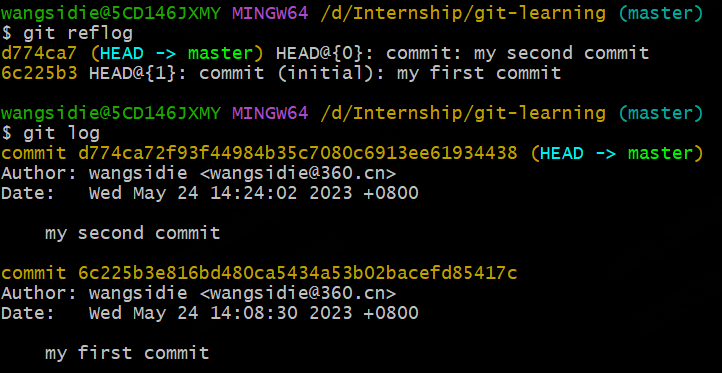 wangsidie@5CD146JXMY MINGW64 /d/Internship/git-learning (master)
$ git reflog
d774ca7 (HEAD -> master) HEAD@{0}: commit: my second commit
6c225b3 HEAD@{1}: commit (initial): my first commit
wangsidie@5CD146JXMY MINGW64 /d/Internship/git-learning (master)
$ git log
commit d774ca72f93f44984b35c7080c6913ee61934438 (HEAD -> master)
Author: wangsidie <wangsidie@360.cn>
Date:   Wed May 24 14:24:02 2023 +0800
    my second commit
commit 6c225b3e816bd480ca5434a53b02bacefd85417c
Author: wangsidie <wangsidie@360.cn>
Date:   Wed May 24 14:08:30 2023 +0800
    my first commit